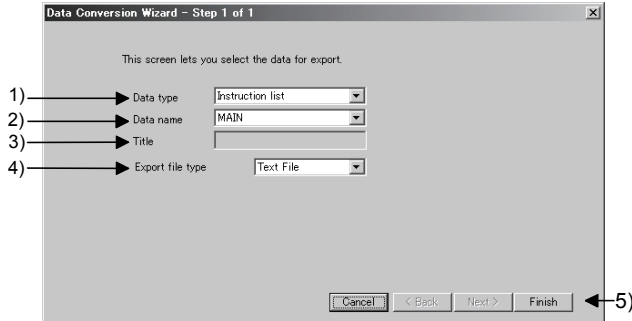 Data Conversion Wizard - Step 1 of 1
This screen lets you select the data for export.
1) Data type Instruction list
2) Data name MAIN
3) Title
4) Export file type Text File
Cancel < Back Next > Finish 5)